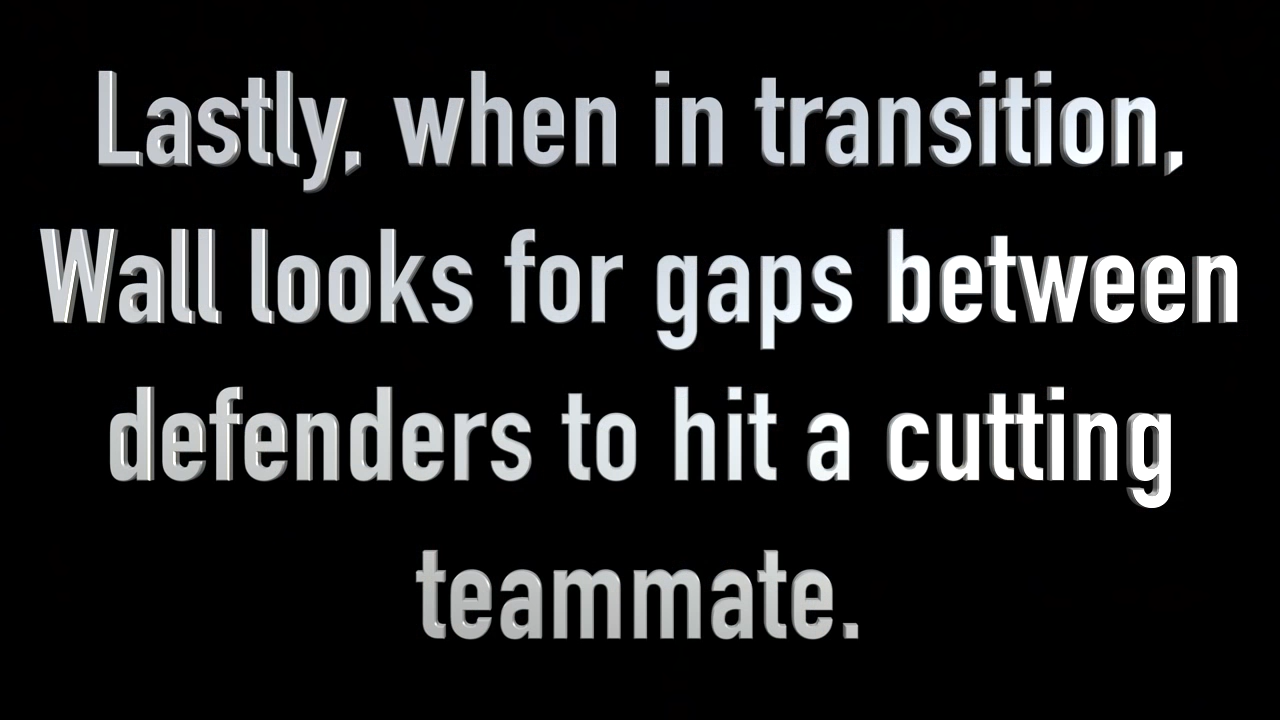 Lastly, when in transition,
Wall looks for gaps between
defenders to hit a cutting
teammate.